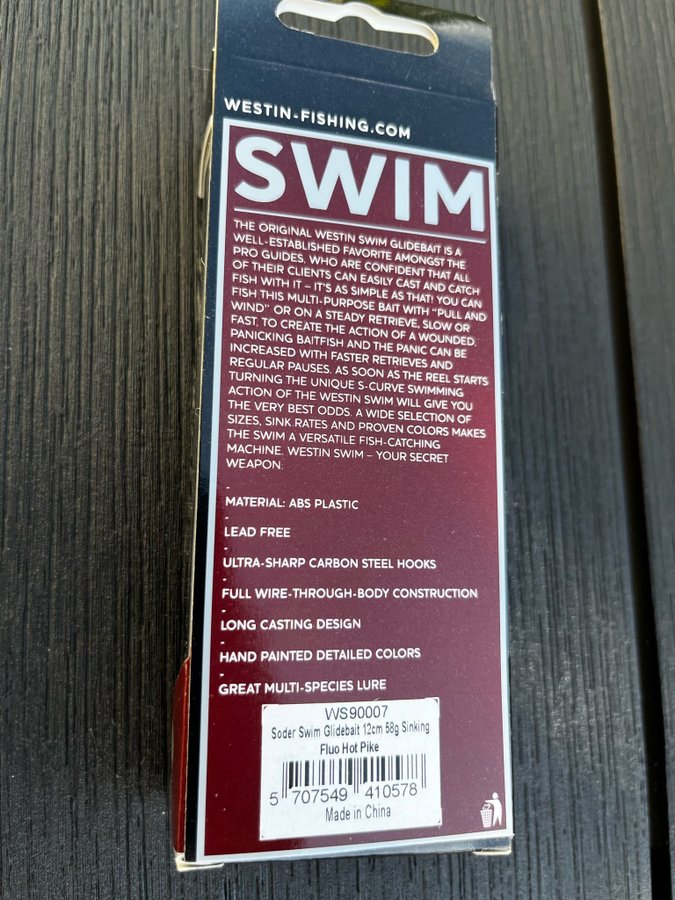 WESTIN-FISHING.COM
SWIM
THE ORIGINAL WESTIN SWIM GLIDEBAIT IS A
WELL-ESTABLISHED FAVORITE AMONGST THE
PRO GUIDES, WHO ARE CONFIDENT THAT ALL
OF THEIR CLIENTS CAN EASILY CAST AND CATCH
FISH WITH IT – IT'S AS SIMPLE AS THAT! YOU CAN
FISH THIS MULTI-PURPOSE BAIT WITH "PULL AND
WIND" OR ON A STEADY RETRIEVE, SLOW OR
FAST, TO CREATE THE ACTION OF A WOUNDED,
PANICKING BAITFISH AND THE PANIC CAN BE
INCREASED WITH FASTER RETRIEVES AND
REGULAR PAUSES. AS SOON AS THE REEL STARTS
TURNING THE UNIQUE S-CURVE SWIMMING
ACTION OF THE WESTIN SWIM WILL GIVE YOU
THE VERY BEST ODDS. A WIDE SELECTION OF
SIZES, SINK RATES AND PROVEN COLORS MAKES
THE SWIM A VERSATILE FISH-CATCHING
MACHINE. WESTIN SWIM – YOUR SECRET
WEAPON.
-
MATERIAL: ABS PLASTIC
-
LEAD FREE
-
ULTRA-SHARP CARBON STEEL HOOKS
-
FULL WIRE-THROUGH-BODY CONSTRUCTION
-
LONG CASTING DESIGN
-
HAND PAINTED DETAILED COLORS
-
GREAT MULTI-SPECIES LURE
WS90007
Soder Swim Glidebait 12cm 58g Sinking
Fluo Hot Pike
5 707549 410578
Made in China